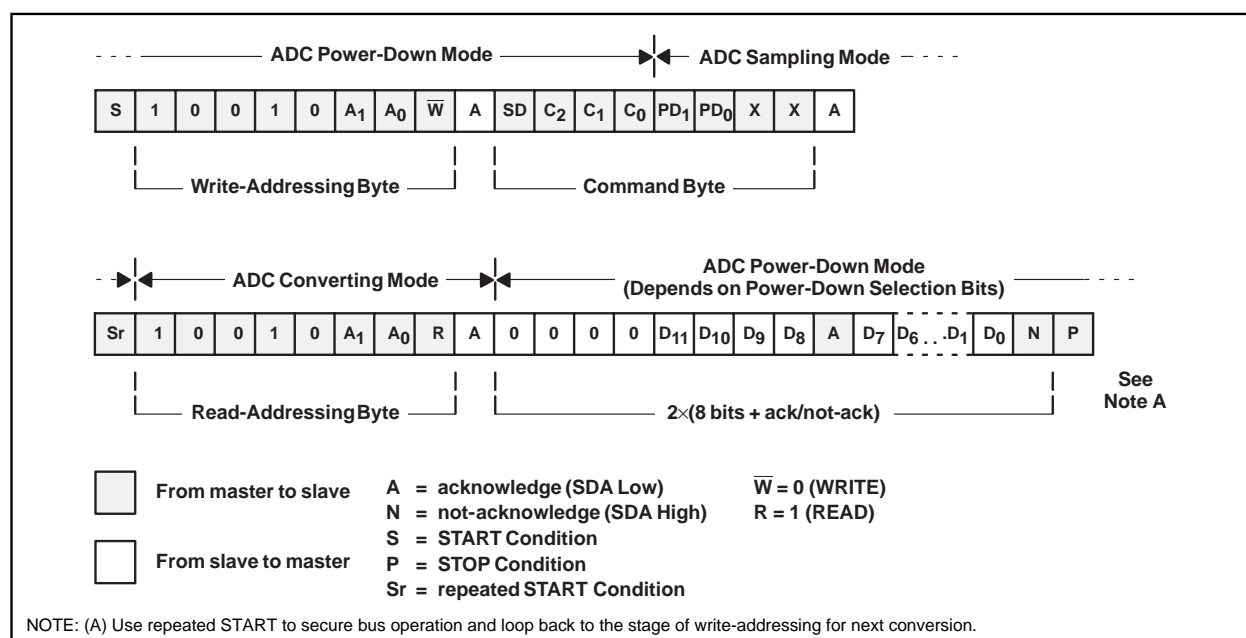 ADC Power-Down Mode ADC Sampling Mode
S 1 0 0 1 0 A1 A0 W̅ A SD C2 C1 C0 PD1 PD0 X X A
Write-Addressing Byte Command Byte
ADC Converting Mode ADC Power-Down Mode
(Depends on Power-Down Selection Bits)
Sr 1 0 0 1 0 A1 A0 R A 0 0 0 0 D11 D10 D9 D8 A D7 D6 . . .D1 D0 N P
See
Note A
Read-Addressing Byte 2×(8 bits + ack/not-ack)
From master to slave
From slave to master
A = acknowledge (SDA Low)
N = not-acknowledge (SDA High)
S = START Condition
P = STOP Condition
Sr = repeated START Condition
W̅ = 0 (WRITE)
R = 1 (READ)
NOTE: (A) Use repeated START to secure bus operation and loop back to the stage of write-addressing for next conversion.